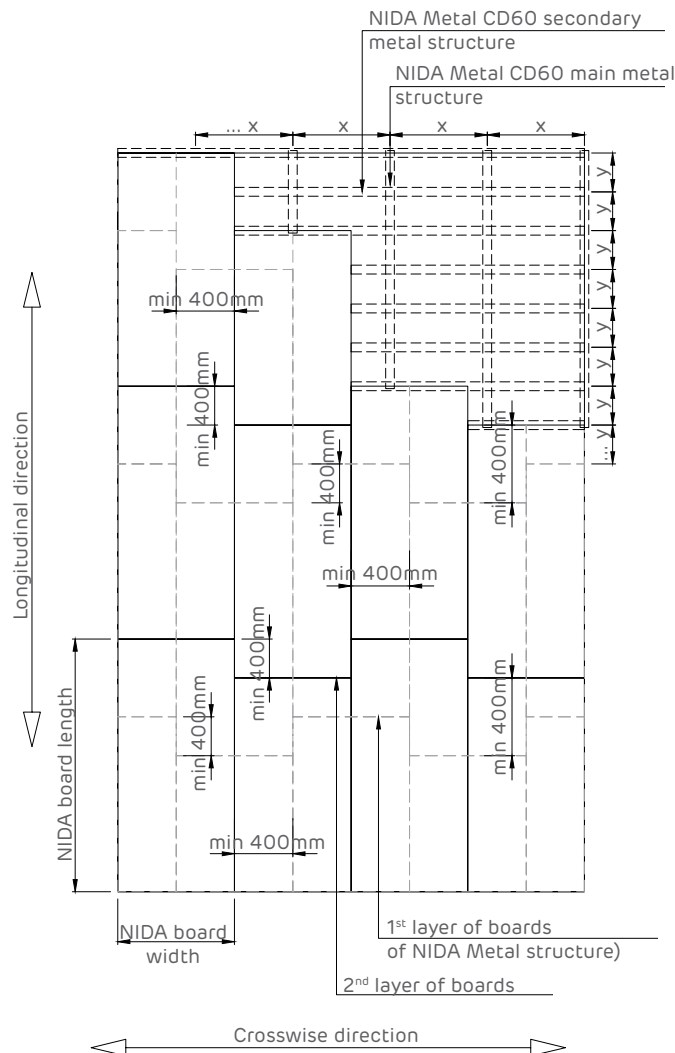 NIDA Metal CD60 secondary
metal structure
NIDA Metal CD60 main metal
structure
... x
x
x
x
y
y
y
y
y
y
y
... y
min 400mm
min 400mm
min 400mm
min 400mm
min 400mm
min 400mm
min 400mm
min 400mm
min 400mm
Longitudinal direction
NIDA board length
NIDA board
width
1st layer of boards
of NIDA Metal structure)
2nd layer of boards
Crosswise direction